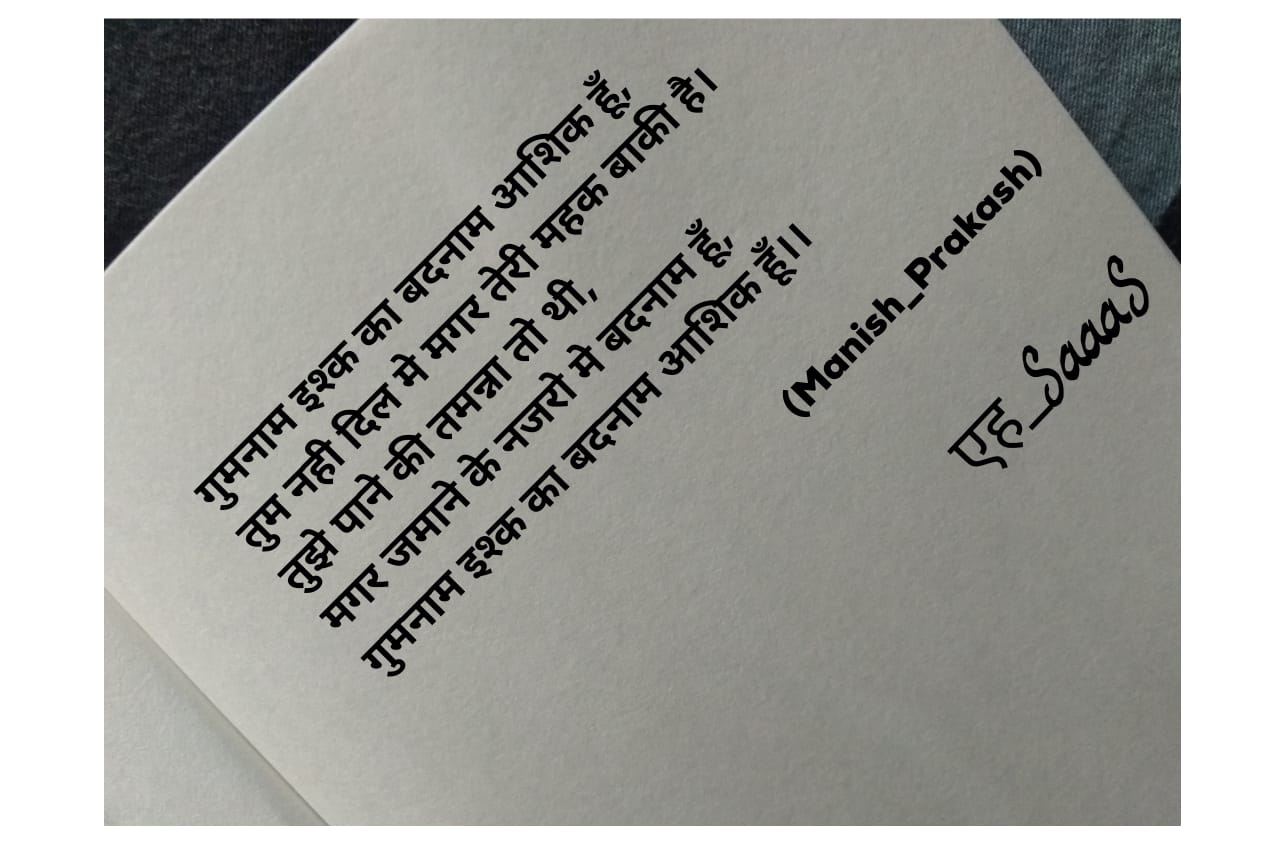 गुमनाम इश्क का बदनाम आशिक हूँ,
तुम नही दिल मे मगर तेरी महक बाकी है।
तुझे पाने की तमन्ना तो थी,
मगर जमाने के नजरो मे बदनाम हूँ,
गुमनाम इश्क का बदनाम आशिक हूँ।।
(Manish_Prakash)
एह_SaaaS